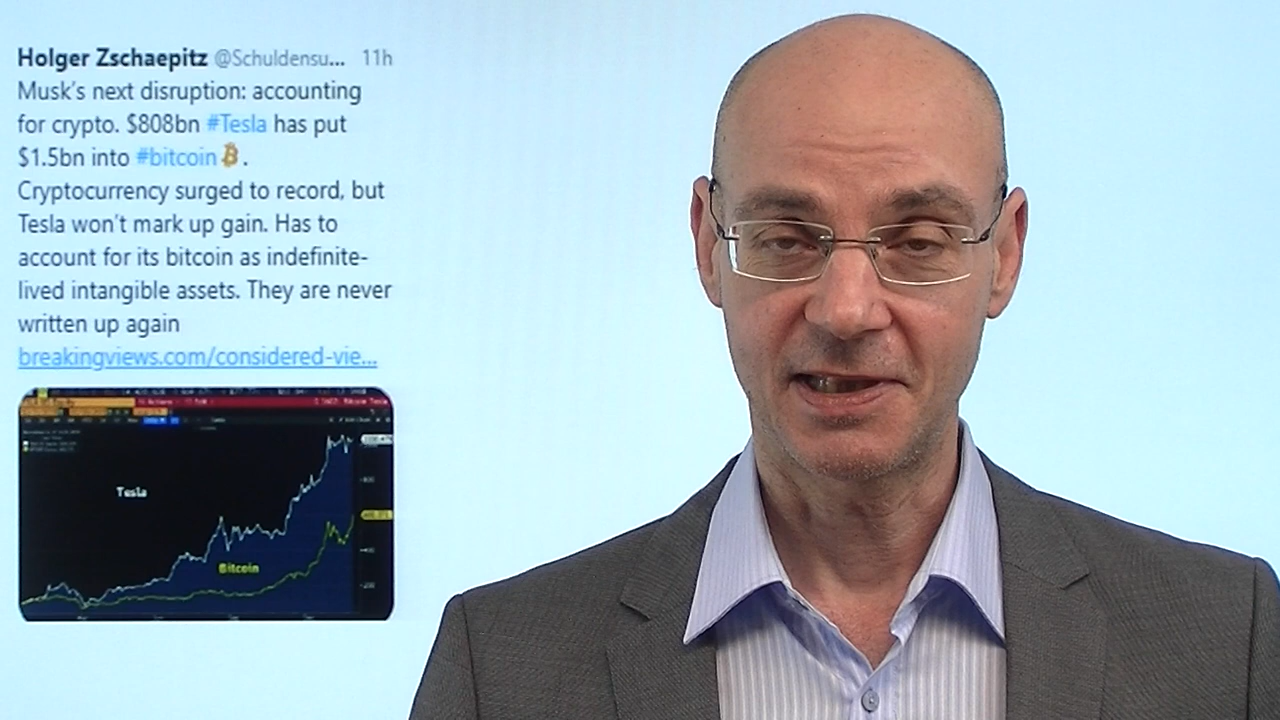 Holger Zschaepitz @Schuldensu... 11h
Musk's next disruption: accounting
for crypto. $808bn #Tesla has put
$1.5bn into #bitcoin .
Cryptocurrency surged to record, but
Tesla won't mark up gain. Has to
account for its bitcoin as indefinite-
lived intangible assets. They are never
written up again
breakingviews.com/considered-vie...
Tesla
Bitcoin